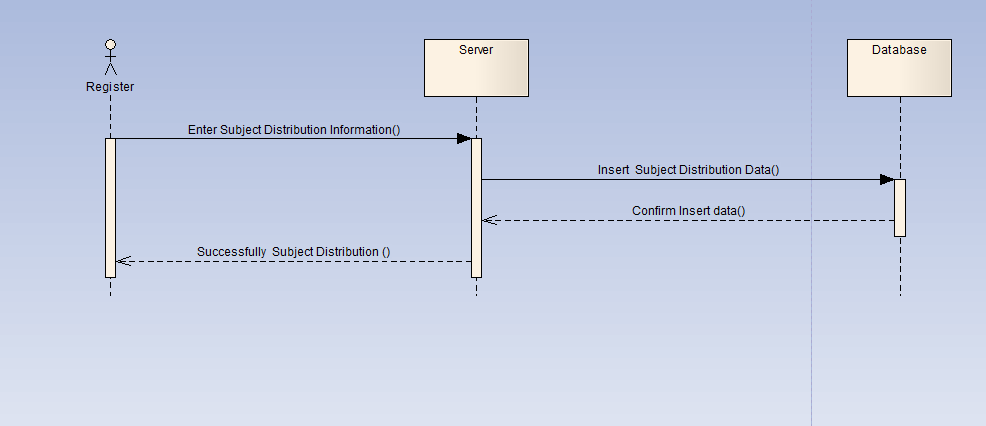 Server
Database
Register
Enter Subject Distribution Information()
Insert Subject Distribution Data()
Confirm Insert data()
Successfully Subject Distribution ()